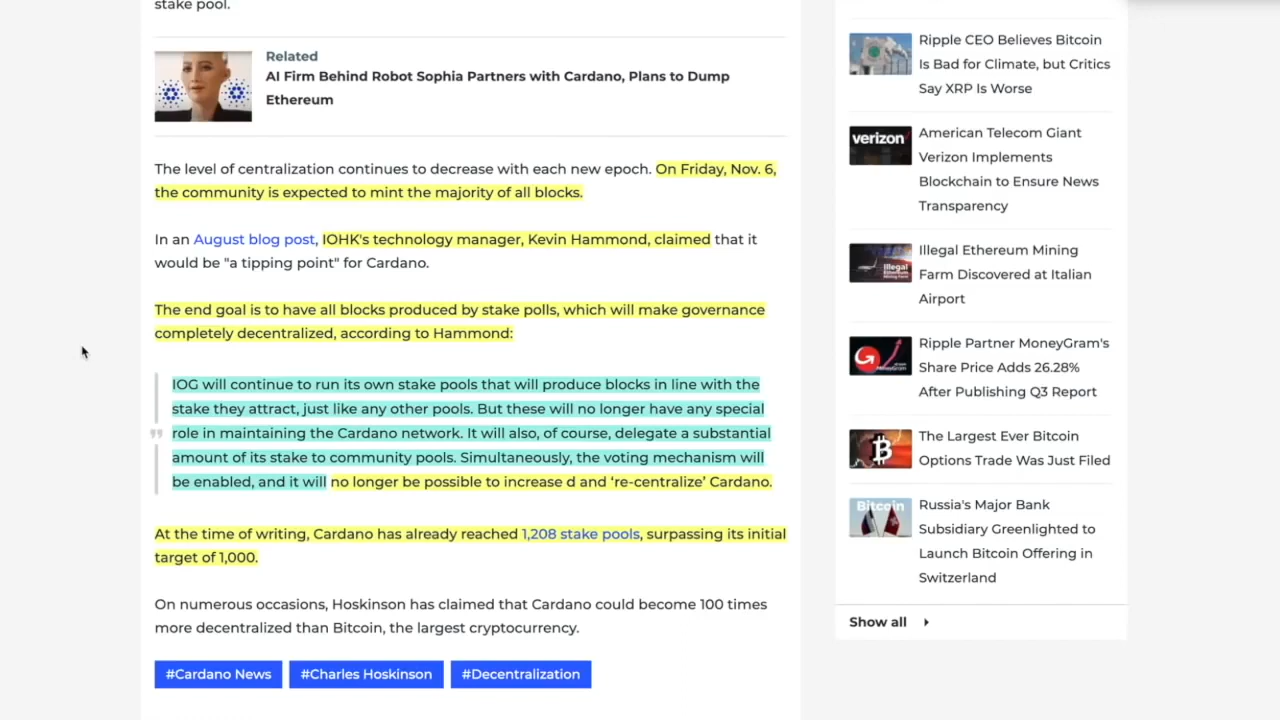 stake pool.
Related
AI Firm Behind Robot Sophia Partners with Cardano, Plans to Dump
Ethereum
The level of centralization continues to decrease with each new epoch. On Friday, Nov. 6,
the community is expected to mint the majority of all blocks.
In an August blog post, IOHK's technology manager, Kevin Hammond, claimed that it
would be "a tipping point" for Cardano.
The end goal is to have all blocks produced by stake polls, which will make governance
completely decentralized, according to Hammond:
IOG will continue to run its own stake pools that will produce blocks in line with the
stake they attract, just like any other pools. But these will no longer have any special
role in maintaining the Cardano network. It will also, of course, delegate a substantial
amount of its stake to community pools. Simultaneously, the voting mechanism will
be enabled, and it will no longer be possible to increase d and ‘re-centralize’ Cardano.
At the time of writing, Cardano has already reached 1,208 stake pools, surpassing its initial
target of 1,000.
On numerous occasions, Hoskinson has claimed that Cardano could become 100 times
more decentralized than Bitcoin, the largest cryptocurrency.
#Cardano News
#Charles Hoskinson
#Decentralization
Ripple CEO Believes Bitcoin
Is Bad for Climate, but Critics
Say XRP Is Worse
verizon
American Telecom Giant
Verizon Implements
Blockchain to Ensure News
Transparency
Illegal
Ethereum
Mining Farm
Illegal Ethereum Mining
Farm Discovered at Italian
Airport
Ripple Partner MoneyGram's
Share Price Adds 26.28%
After Publishing Q3 Report
The Largest Ever Bitcoin
Options Trade Was Just Filed
Bitcoin
Russia's Major Bank
Subsidiary Greenlighted to
Launch Bitcoin Offering in
Switzerland
Show all